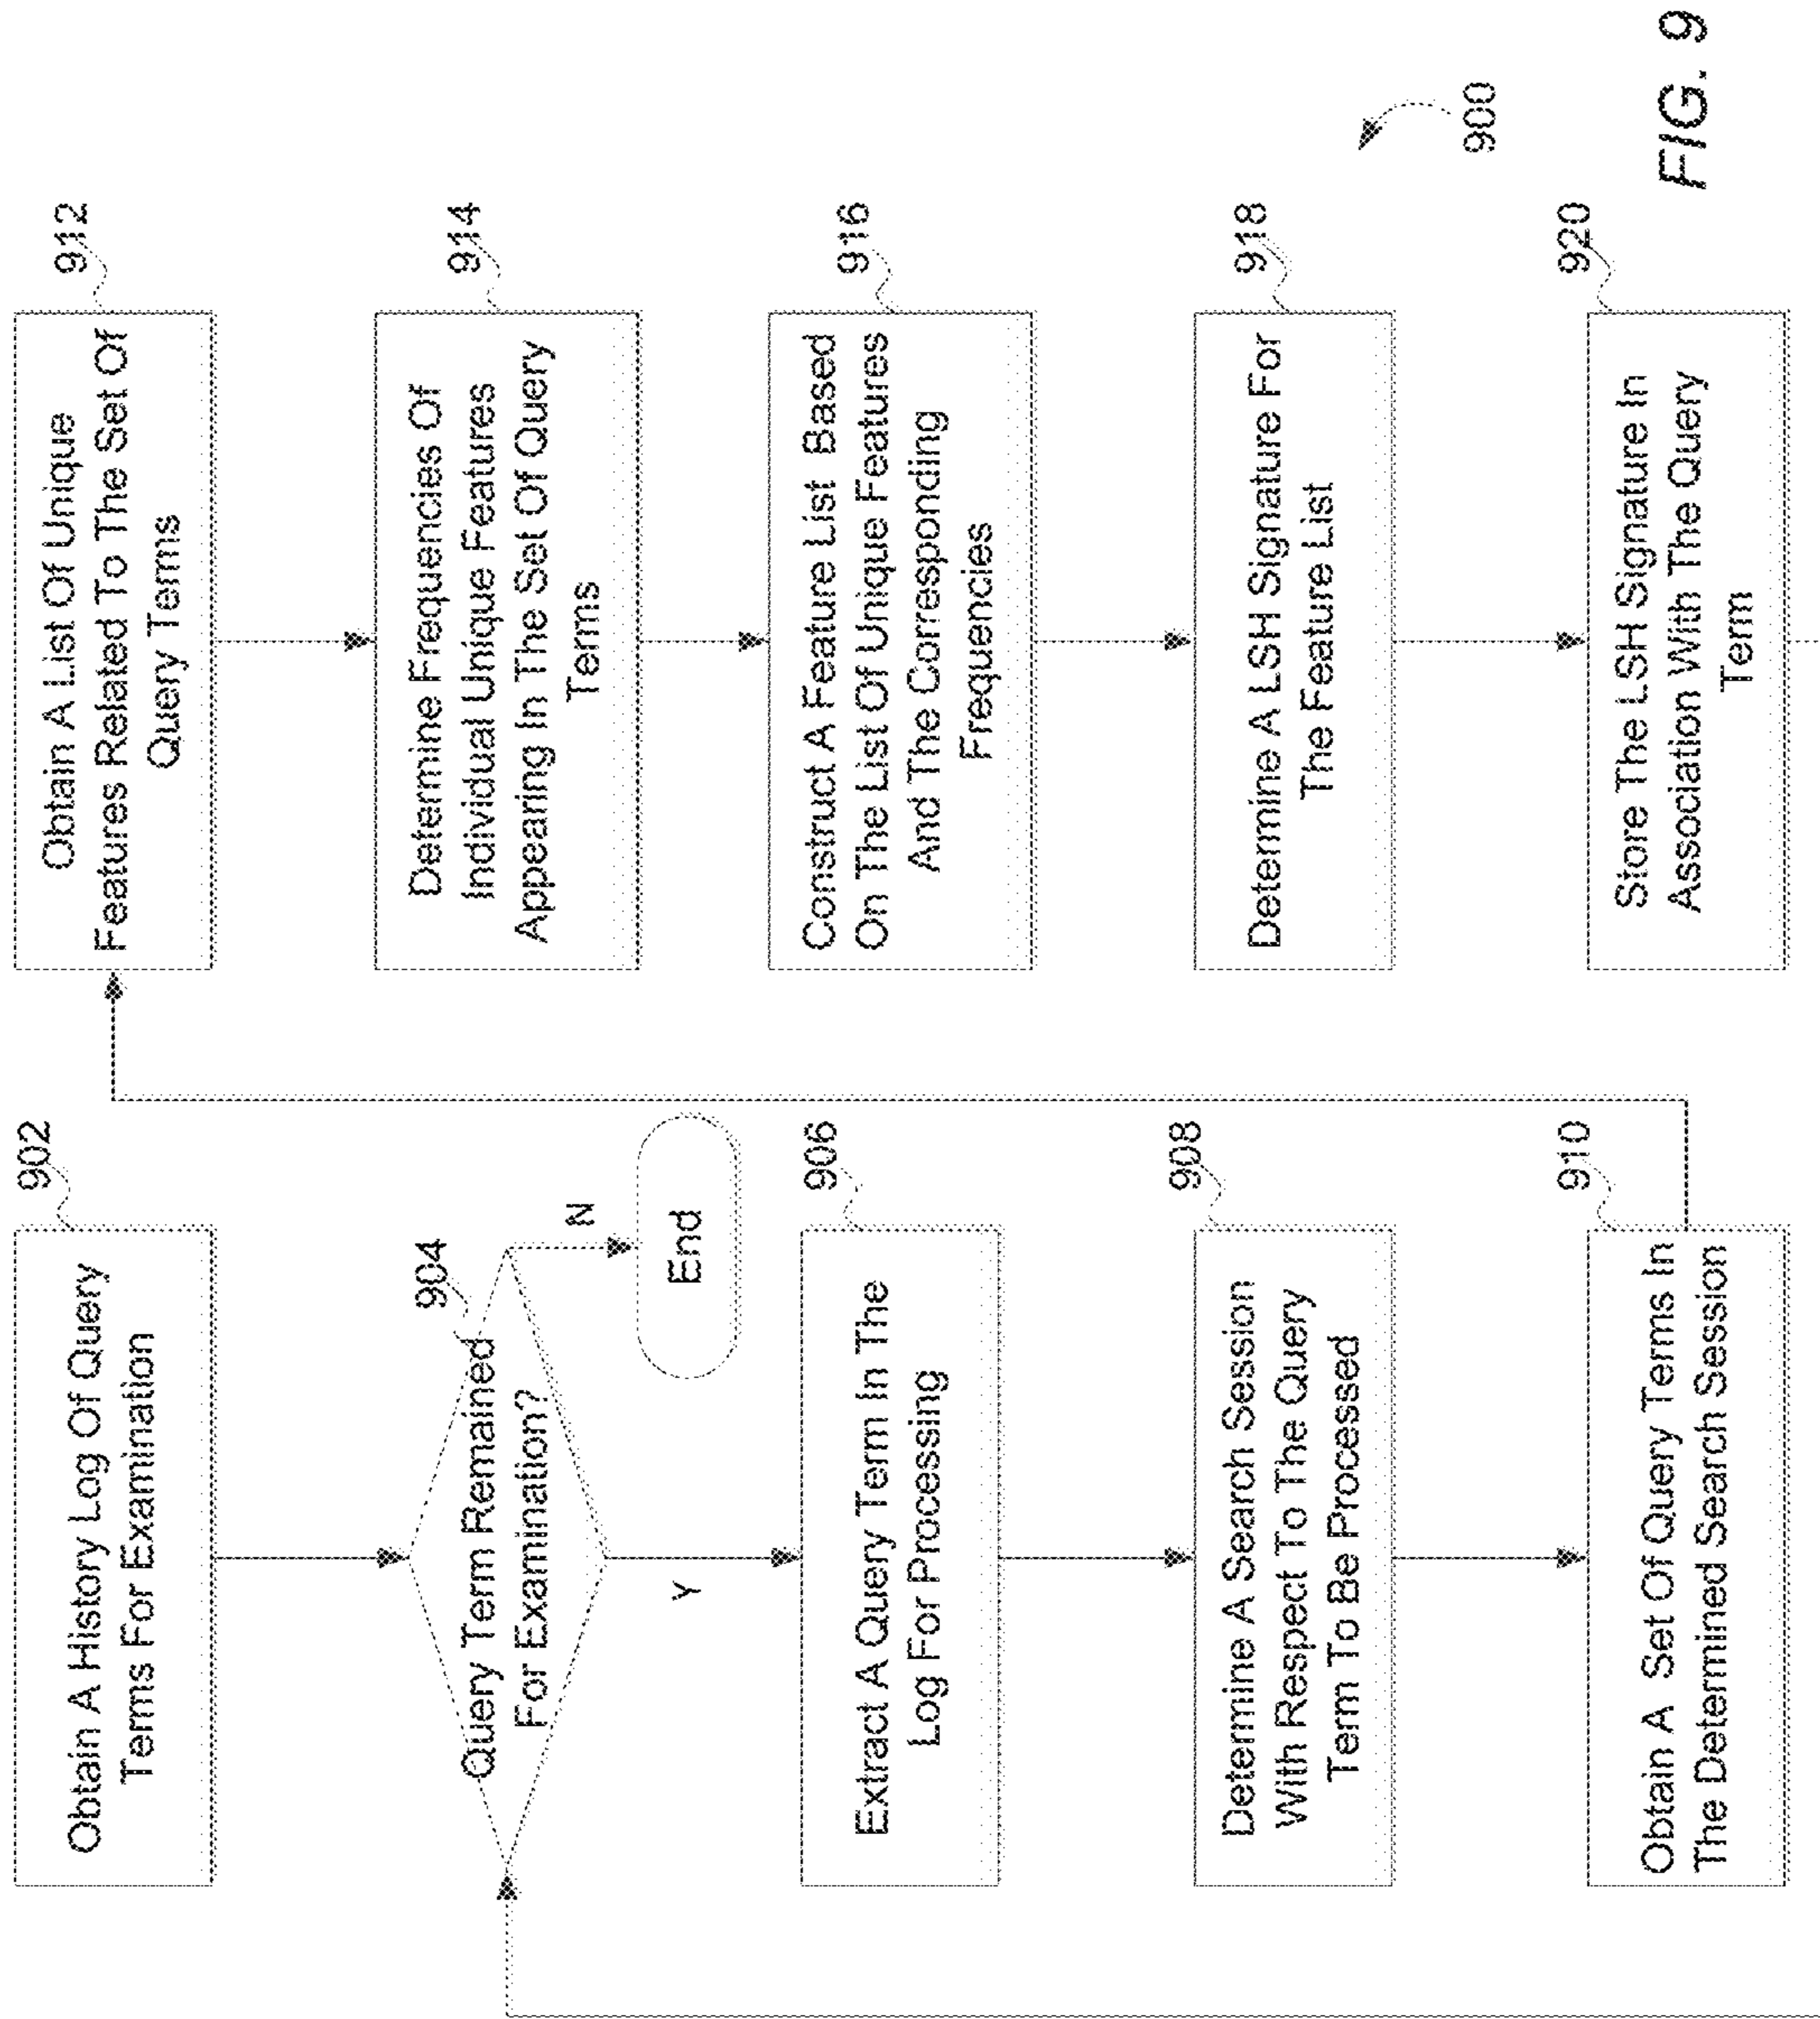 902
Obtain A History Log Of Query
Terms For Examination
904
Query Term Remained
For Examination?
N
End
Y
906
Extract A Query Term In The
Log For Processing
908
Determine A Search Session
With Respect To The Query
Term To Be Processed
910
Obtain A Set Of Query Terms In
The Determined Search Session
912
Obtain A List Of Unique
Features Related To The Set Of
Query Terms
914
Determine Frequencies Of
Individual Unique Features
Appearing In The Set Of Query
Terms
916
Construct A Feature List Based
On The List Of Unique Features
And The Corresponding
Frequencies
918
Determine A LSH Signature For
The Feature List
920
Store The LSH Signature In
Association With The Query
Term
900
FIG. 9